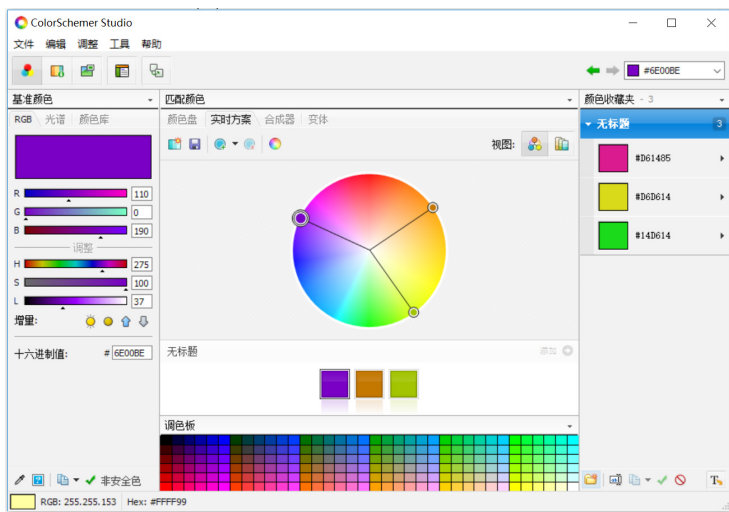 ColorSchemer Studio
文件 编辑 调整 工具 帮助
#6E00BE
基准颜色
匹配颜色
颜色收藏夹 - 3
RGB 光谱 颜色库
颜色盘 实时方案 合成器 变体
无标题 3
视图:
#D61485
R 110
#D6D614
G 0
B 190
#14D614
调整
H 275
S 100
L 37
增量:
无标题
添加
十六进制值: # 6E00BE
调色板
非安全色
RGB: 255.255.153 Hex: #FFFF99